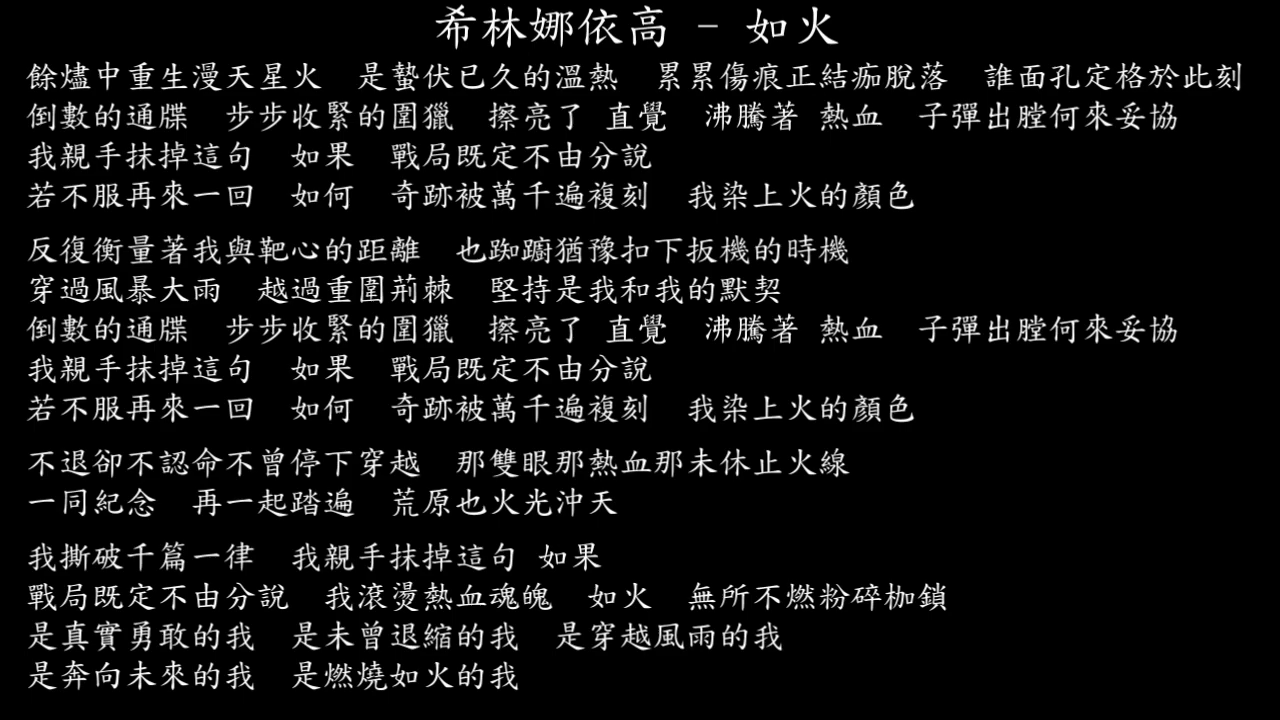 希林娜依高 - 如火
餘燼中重生漫天星火　是蟄伏已久的溫熱　累累傷痕正結痂脫落　誰面孔定格於此刻
倒數的通牒　步步收緊的圍獵　擦亮了 直覺　沸騰著 熱血　子彈出膛何來妥協
我親手抹掉這句　如果　戰局既定不由分說
若不服再來一回　如何　奇跡被萬千遍複刻　我染上火的顏色
反復衡量著我與靶心的距離　也踟躕猶豫扣下扳機的時機
穿過風暴大雨　越過重圍荊棘　堅持是我和我的默契
倒數的通牒　步步收緊的圍獵　擦亮了 直覺　沸騰著 熱血　子彈出膛何來妥協
我親手抹掉這句　如果　戰局既定不由分說
若不服再來一回　如何　奇跡被萬千遍複刻　我染上火的顏色
不退卻不認命不曾停下穿越　那雙眼那熱血那未休止火線
一同紀念　再一起踏遍　荒原也火光沖天
我撕破千篇一律　我親手抹掉這句 如果
戰局既定不由分說　我滾燙熱血魂魄　如火　無所不燃粉碎枷鎖
是真實勇敢的我　是未曾退縮的我　是穿越風雨的我
是奔向未來的我　是燃燒如火的我